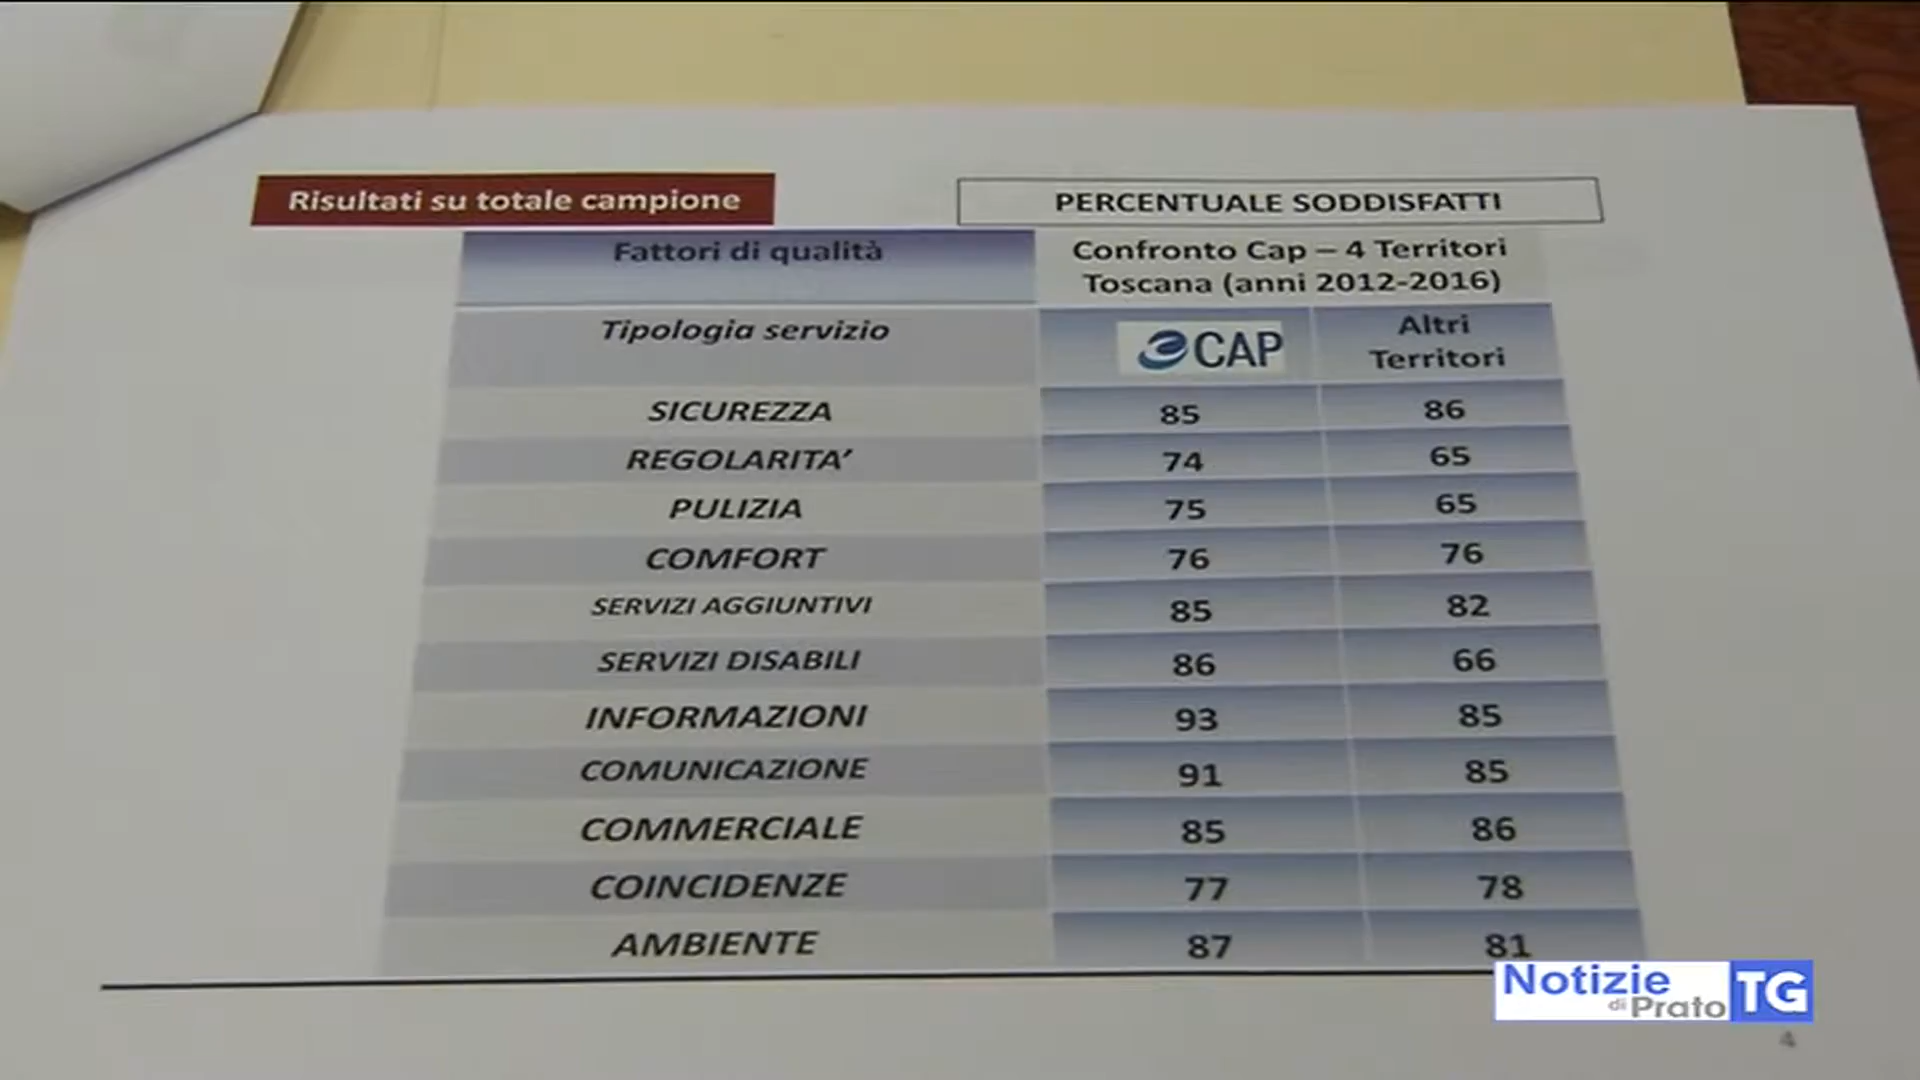 Risultati su totale campione
PERCENTUALE SODDISFATTI
Fattori di qualità
Confronto Cap – 4 Territori
Toscana (anni 2012-2016)
Tipologia servizio
CAP
Altri
Territori
SICUREZZA 85 86
REGOLARITA’ 74 65
PULIZIA 75 65
COMFORT 76 76
SERVIZI AGGIUNTIVI 85 82
SERVIZI DISABILI 86 66
INFORMAZIONI 93 85
COMUNICAZIONE 91 85
COMMERCIALE 85 86
COINCIDENZE 77 78
AMBIENTE 87 81
Notizie
di Prato
TG
4